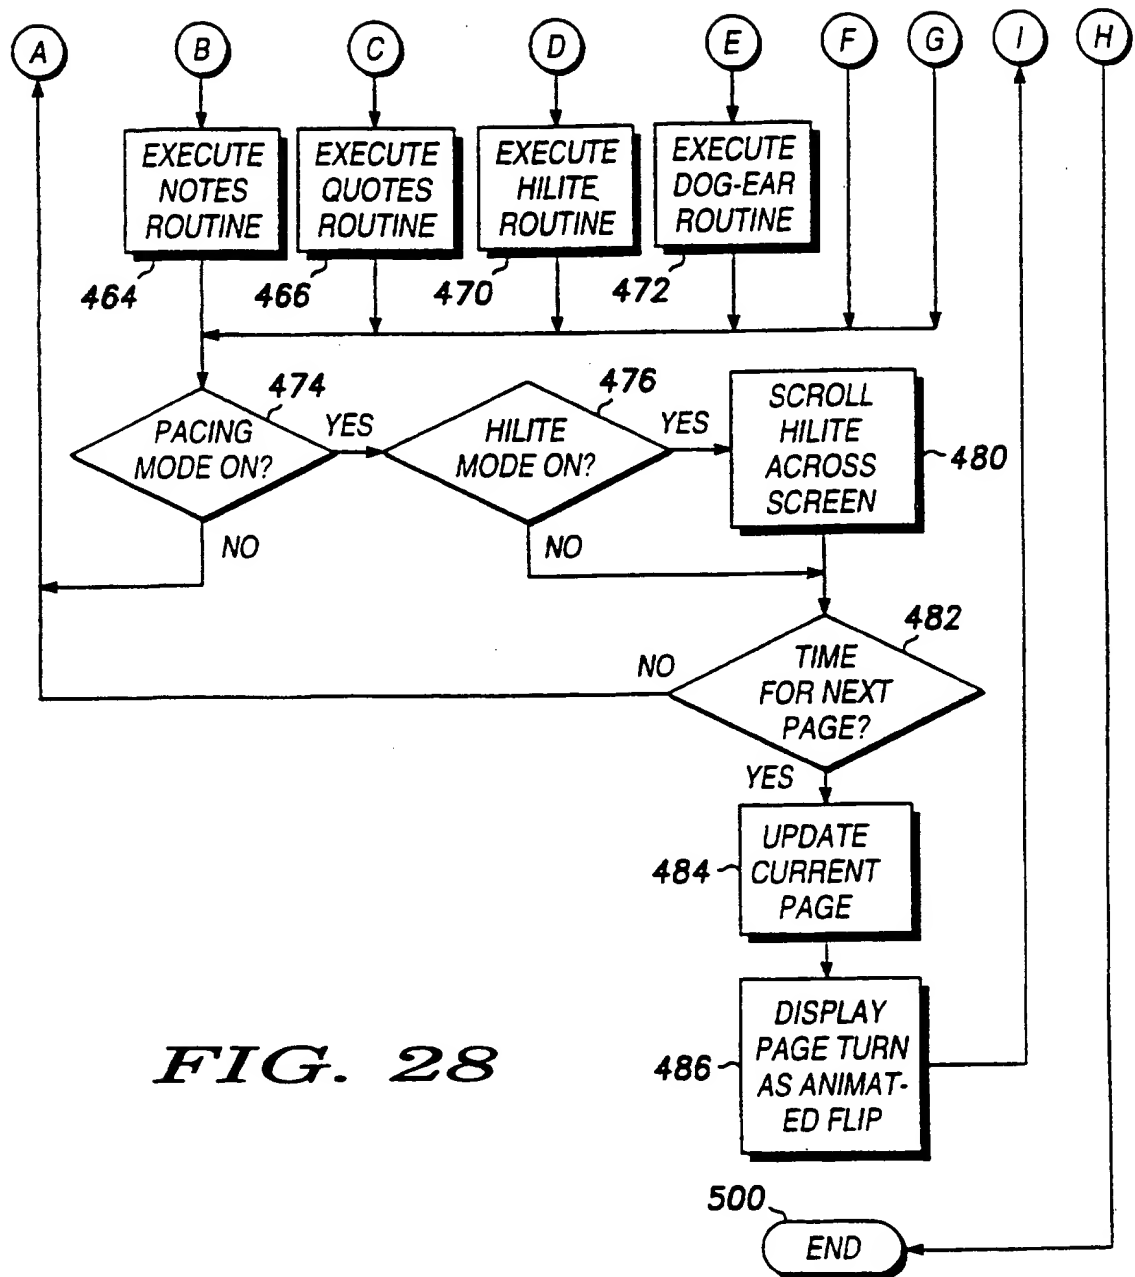 A B C D E F G I H
EXECUTE
NOTES
ROUTINE
464
EXECUTE
QUOTES
ROUTINE
466
EXECUTE
HILITE
ROUTINE
470
EXECUTE
DOG-EAR
ROUTINE
472
PACING
MODE ON?
474
YES
NO
HILITE
MODE ON?
476
YES
NO
SCROLL
HILITE
ACROSS
SCREEN
480
TIME
FOR NEXT
PAGE?
482
NO
YES
UPDATE
CURRENT
PAGE
484
DISPLAY
PAGE TURN
AS ANIMAT-
ED FLIP
486
FIG. 28
500
END